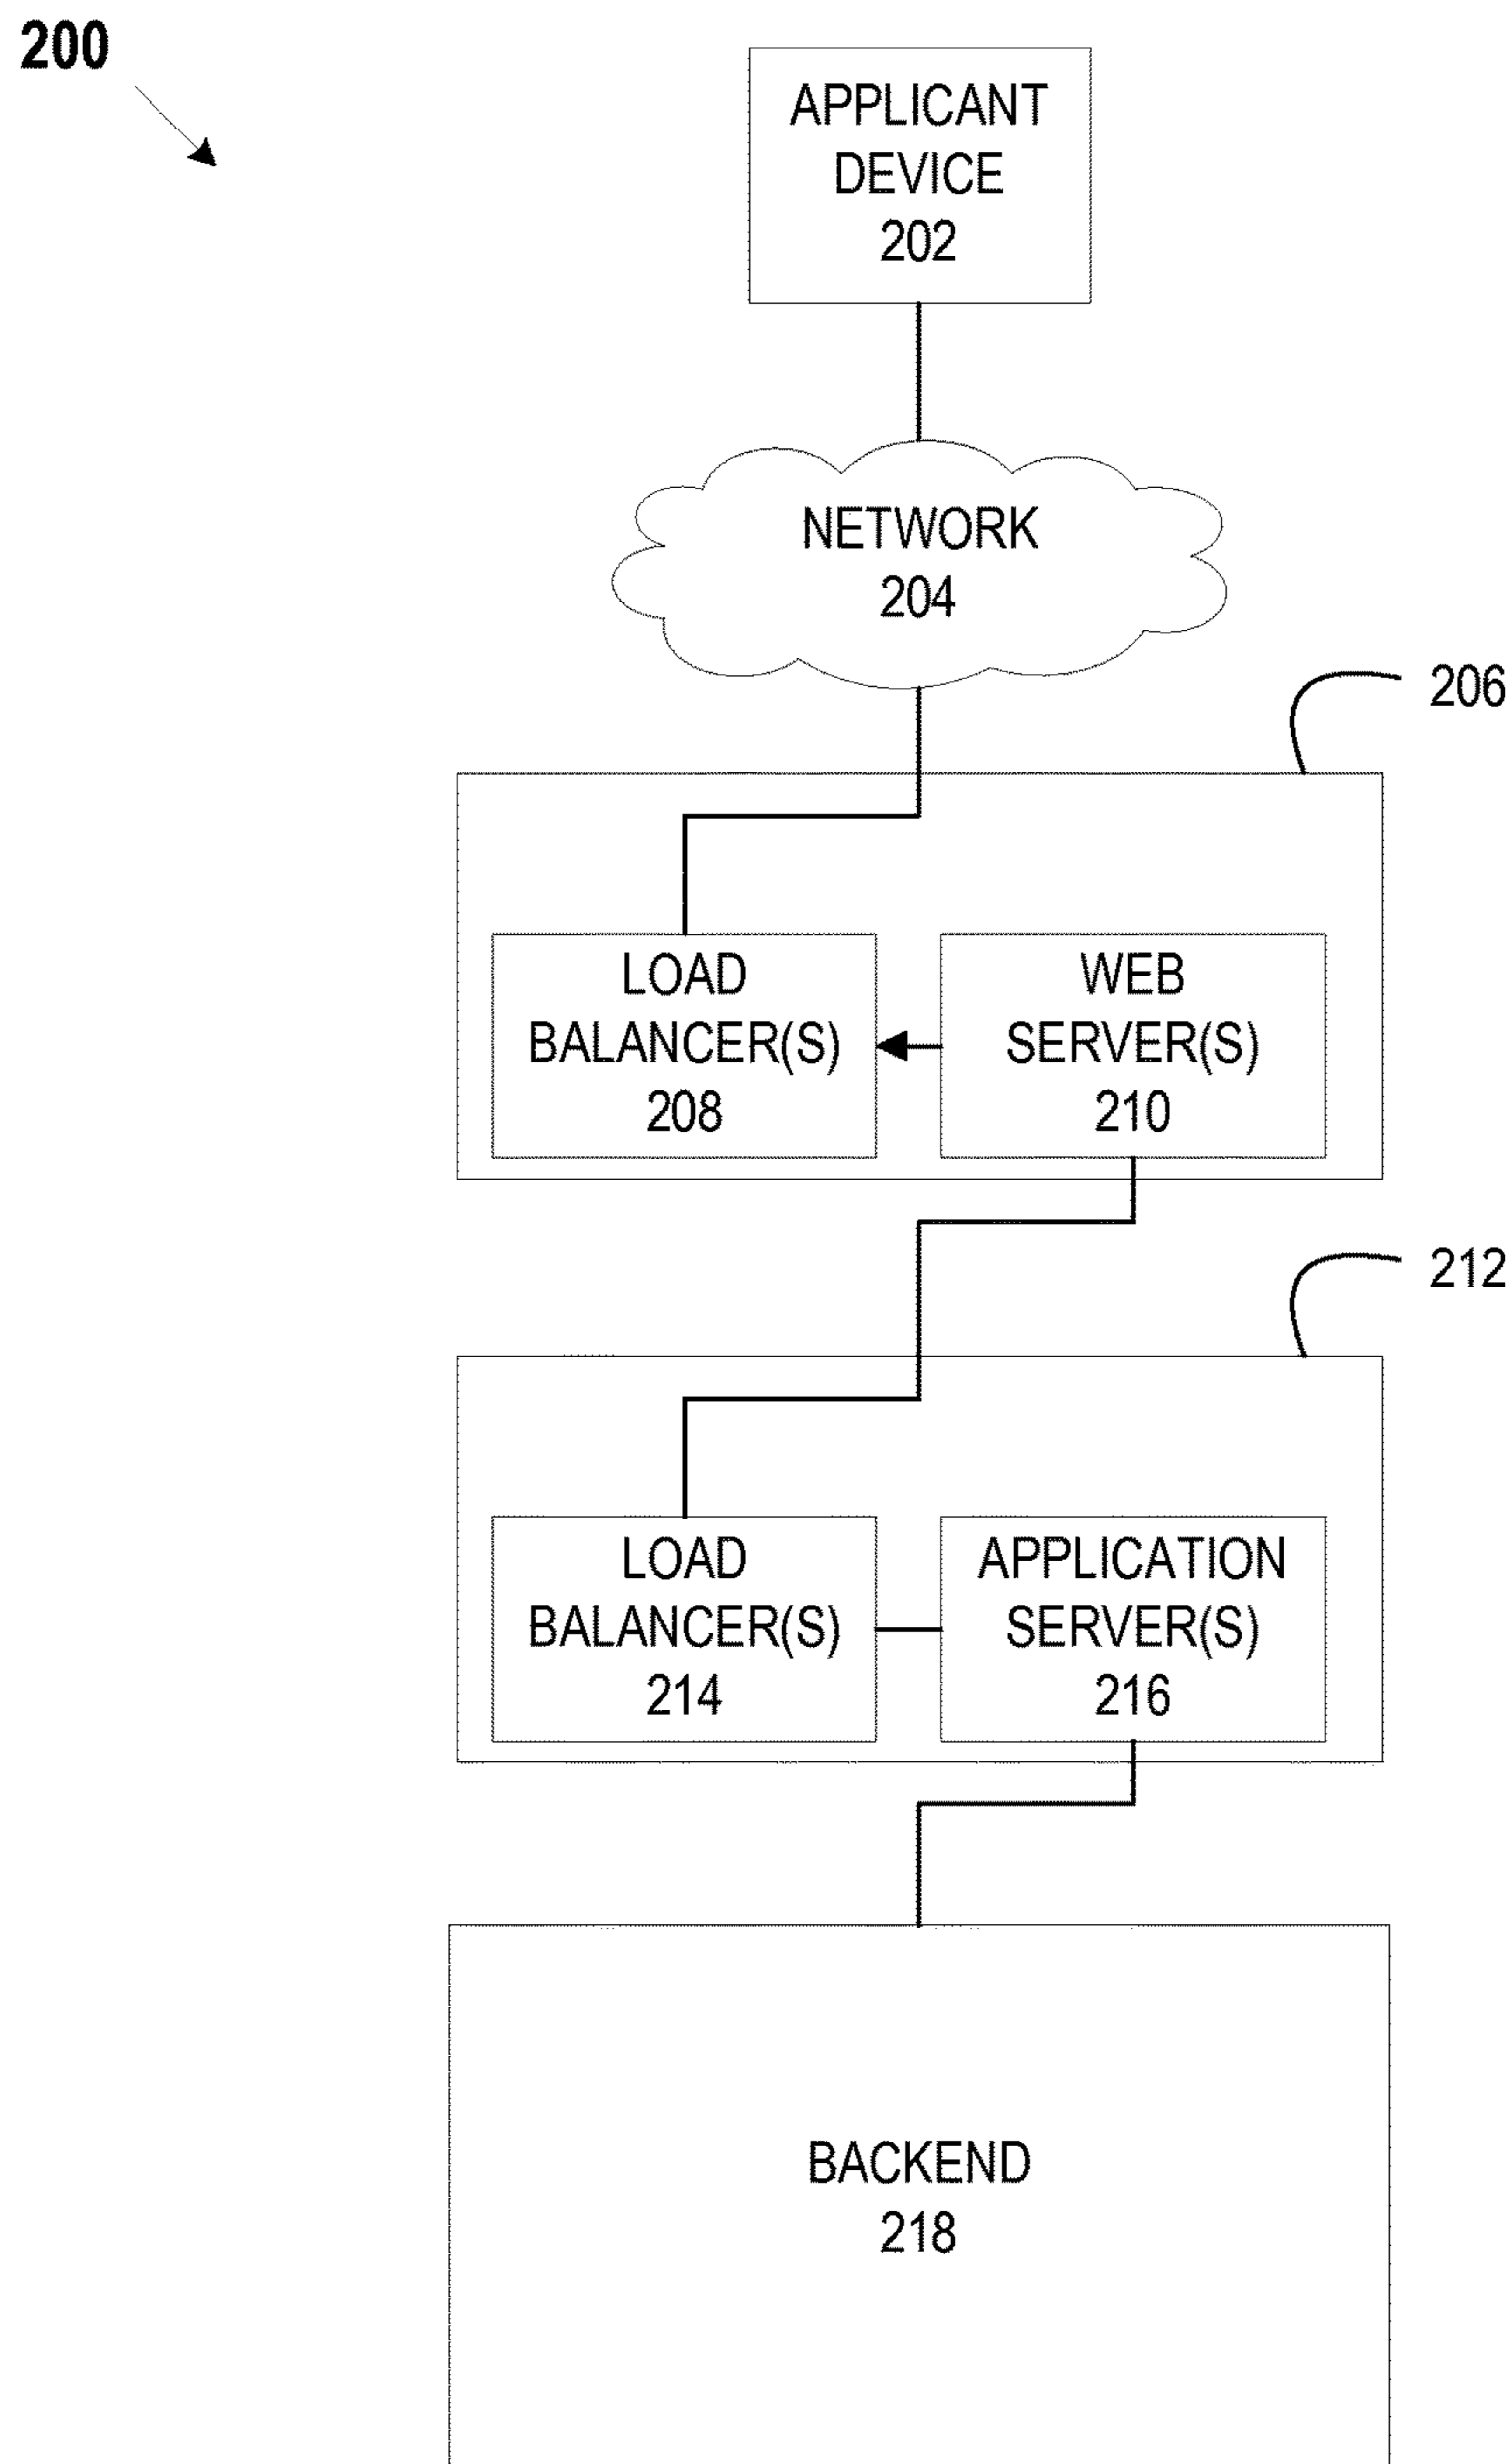 200
APPLICANT
DEVICE
202
NETWORK
204
206
LOAD
BALANCER(S)
208
WEB
SERVER(S)
210
212
LOAD
BALANCER(S)
214
APPLICATION
SERVER(S)
216
BACKEND
218